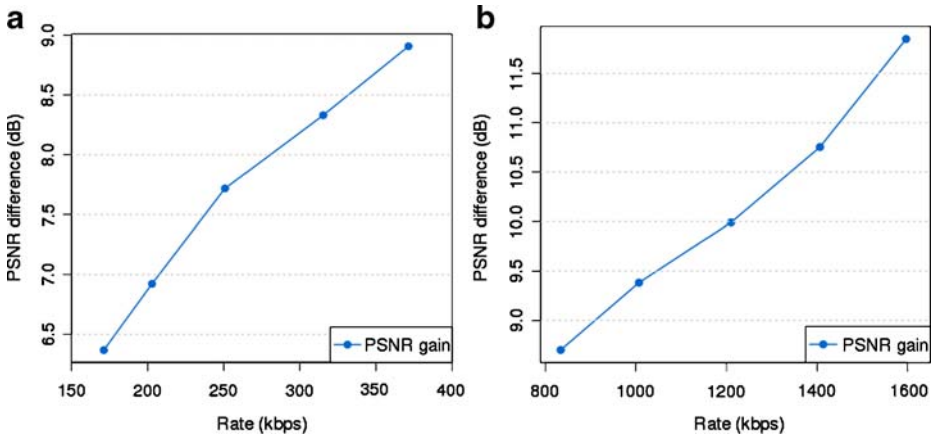 a
PSNR difference (dB)
9.0
8.5
8.0
7.5
7.0
6.5
150 200 250 300 350 400
Rate (kbps)
PSNR gain
b
PSNR difference (dB)
11.5
11.0
10.5
10.0
9.5
9.0
800 1000 1200 1400 1600
Rate (kbps)
PSNR gain